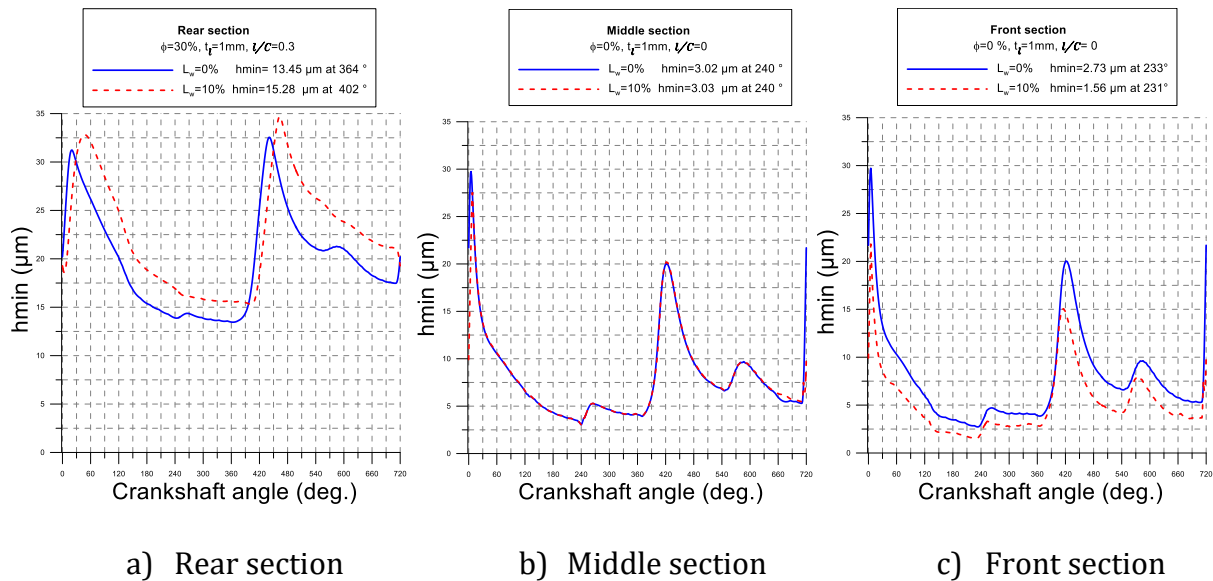 Rear section
ϕ=30%, tₗ=1mm, l/C=0.3
Lw=0% hmin= 13.45 µm at 364 °
Lw=10% hmin=15.28 µm at 402 °
35
30
25
20
15
10
5
0
hmin (µm)
0 60 120 180 240 300 360 420 480 540 600 660 720
Crankshaft angle (deg.)
a) Rear section
Middle section
ϕ=0%, tₗ=1mm, l/C=0
Lw=0% hmin=3.02 µm at 240 °
Lw=10% hmin=3.03 µm at 240 °
35
30
25
20
15
10
5
0
hmin (µm)
0 60 120 180 240 300 360 420 480 540 600 660 720
Crankshaft angle (deg.)
b) Middle section
Front section
ϕ=0 %, tₗ=1mm, l/C= 0
Lw=0% hmin=2.73 µm at 233°
Lw=10% hmin=1.56 µm at 231°
35
30
25
20
15
10
5
0
hmin (µm)
0 60 120 180 240 300 360 420 480 540 600 660 720
Crankshaft angle (deg.)
c) Front section